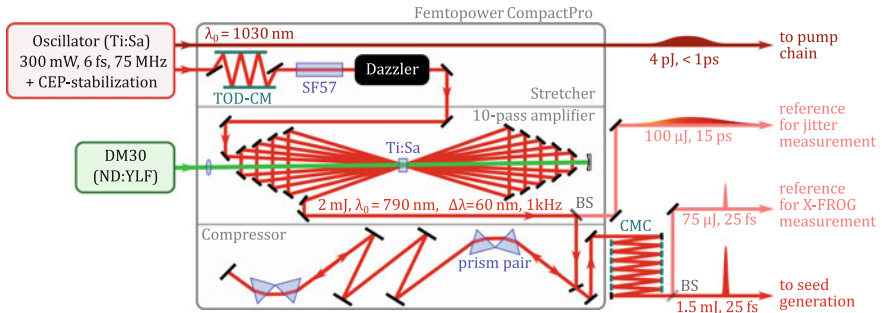 Femtopower CompactPro
Oscillator (Ti:Sa)
300 mW, 6 fs, 75 MHz
+ CEP-stabilization
λ₀ = 1030 nm
TOD-CM
SF57
Dazzler
Stretcher
4 pJ, < 1ps
to pump
chain
10-pass amplifier
DM30
(ND:YLF)
Ti:Sa
100 µJ, 15 ps
reference
for jitter
measurement
2 mJ, λ₀ = 790 nm, Δλ=60 nm, 1kHz
BS
75 µJ, 25 fs
reference
for X-FROG
measurement
Compressor
prism pair
CMC
BS
1.5 mJ, 25 fs
to seed
generation